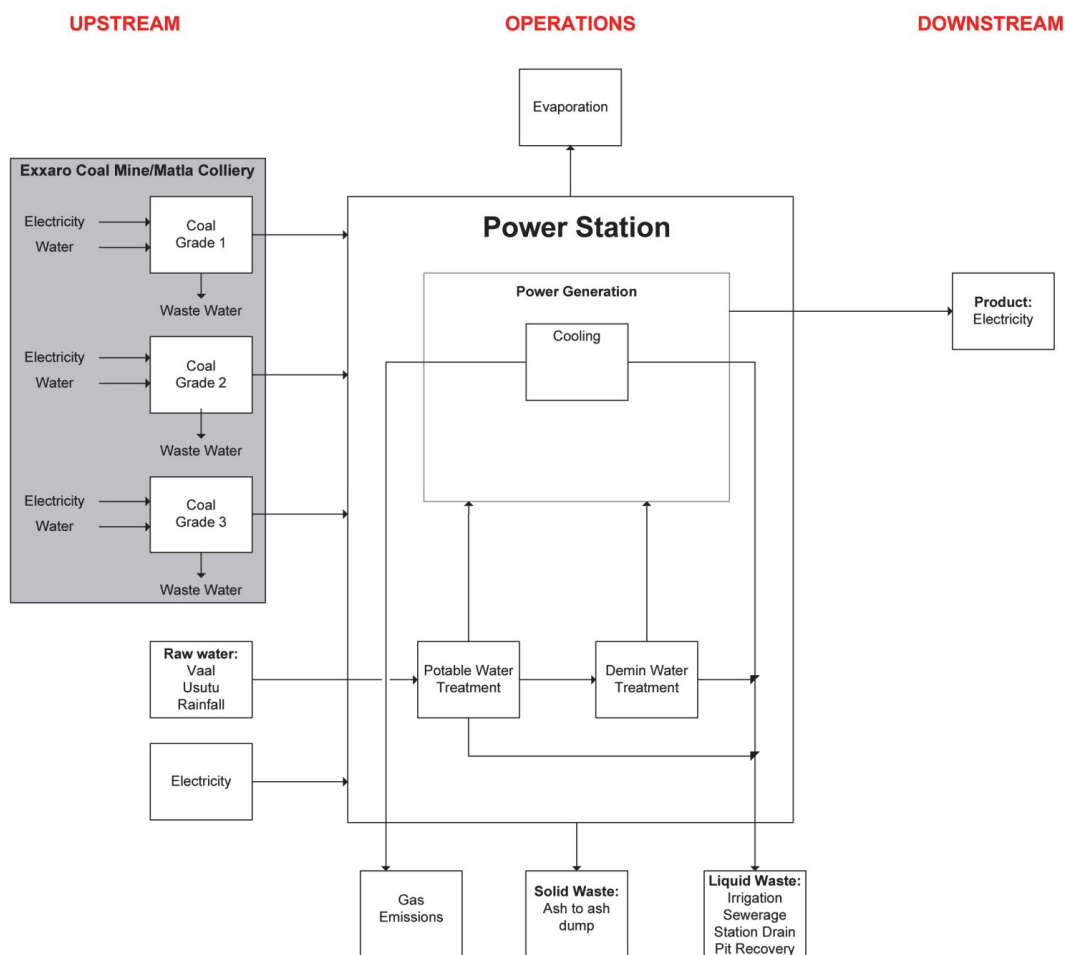 UPSTREAM
OPERATIONS
DOWNSTREAM
Evaporation
Exxaro Coal Mine/Matla Colliery
Electricity
Water
Coal
Grade 1
Waste Water
Electricity
Water
Coal
Grade 2
Waste Water
Electricity
Water
Coal
Grade 3
Waste Water
Power Station
Power Generation
Cooling
Product:
Electricity
Raw water:
Vaal
Usutu
Rainfall
Potable Water
Treatment
Demin Water
Treatment
Electricity
Gas
Emissions
Solid Waste:
Ash to ash
dump
Liquid Waste:
Irrigation
Sewerage
Station Drain
Pit Recovery